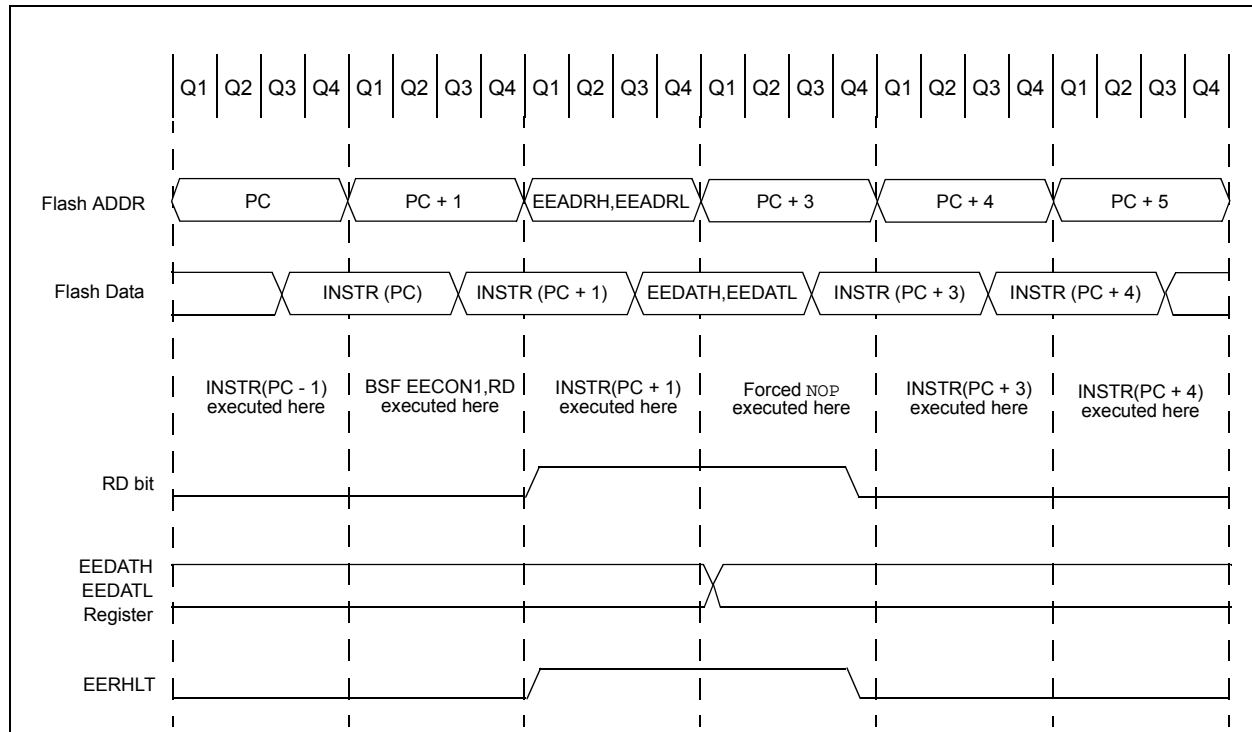 Q1 Q2 Q3 Q4 Q1 Q2 Q3 Q4 Q1 Q2 Q3 Q4 Q1 Q2 Q3 Q4 Q1 Q2 Q3 Q4 Q1 Q2 Q3 Q4
Flash ADDR PC PC + 1 EEADRH,EEADRL PC + 3 PC + 4 PC + 5
Flash Data INSTR (PC) INSTR (PC + 1) EEDATH,EEDATL INSTR (PC + 3) INSTR (PC + 4)
INSTR(PC - 1) BSF EECON1,RD INSTR(PC + 1) Forced NOP INSTR(PC + 3) INSTR(PC + 4)
executed here executed here executed here executed here executed here executed here
RD bit
EEDATH
EEDATL
Register
EERHLT